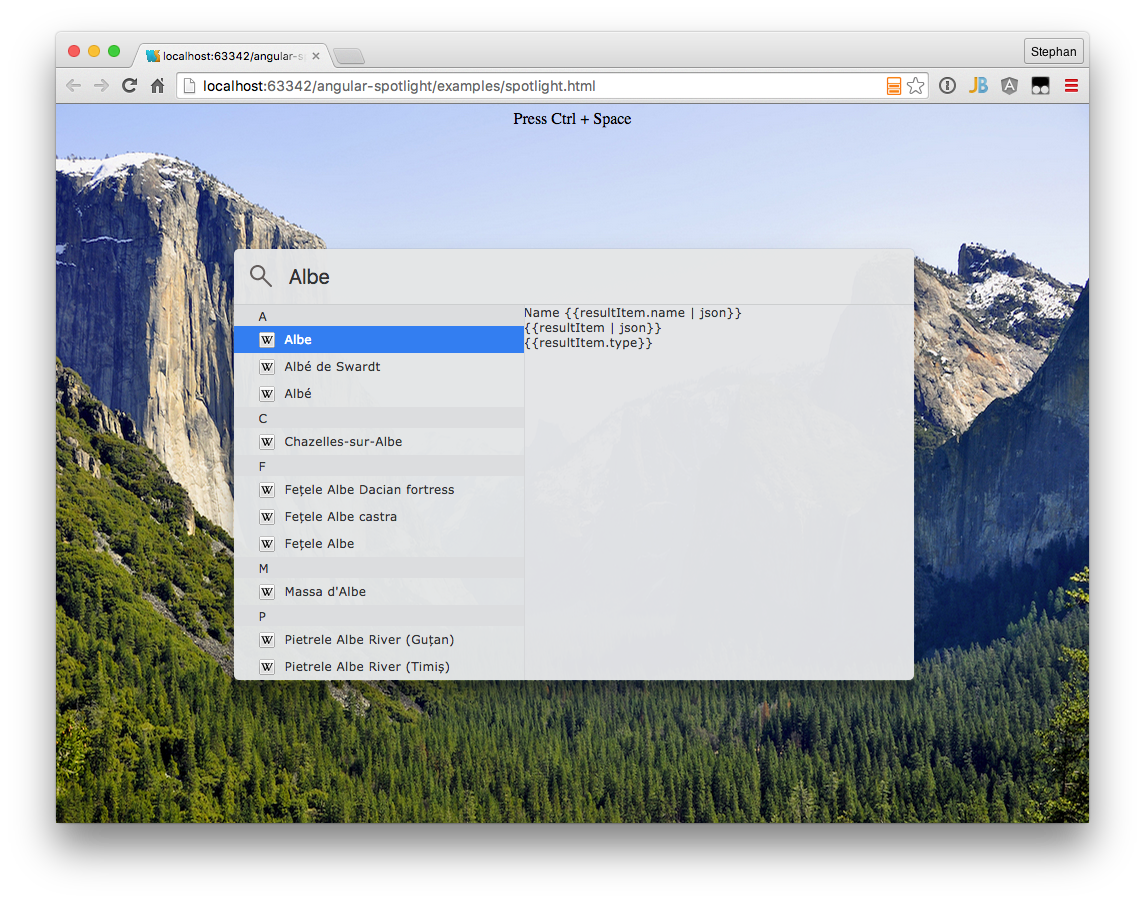 localhost:63342/angular-s
Stephan
localhost:63342/angular-spotlight/examples/spotlight.html
JB
A
Press Ctrl + Space
Albe
A
W Albe
W Albé de Swardt
W Albé
C
W Chazelles-sur-Albe
F
W Fețele Albe Dacian fortress
W Fețele Albe castra
W Fețele Albe
M
W Massa d'Albe
P
W Pietrele Albe River (Guțan)
W Pietrele Albe River (Timiș)
Name {{resultItem.name | json}}
{{resultItem | json}}
{{resultItem.type}}